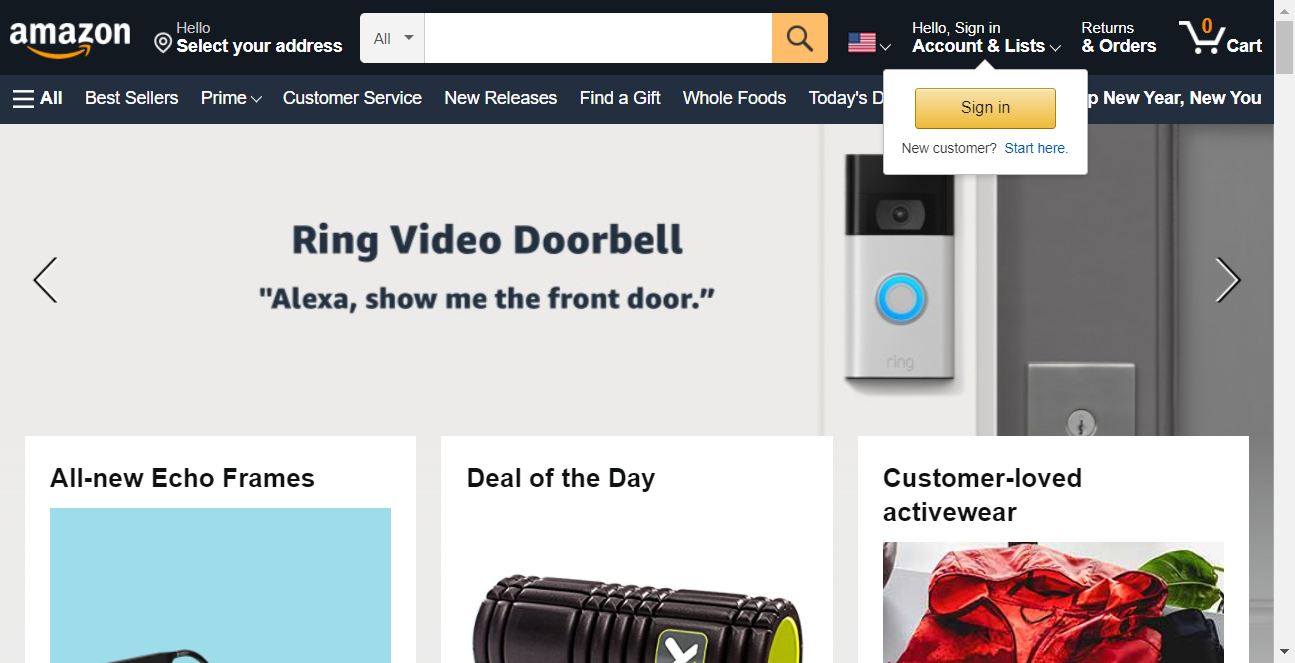 amazon
Hello
Select your address
All
Hello, Sign in
Account & Lists
Returns
& Orders
0
Cart
All
Best Sellers
Prime
Customer Service
New Releases
Find a Gift
Whole Foods
Today's D
p New Year, New You
Sign in
New customer? Start here.
Ring Video Doorbell
"Alexa, show me the front door.”
ring
All-new Echo Frames
Deal of the Day
Customer-loved
activewear